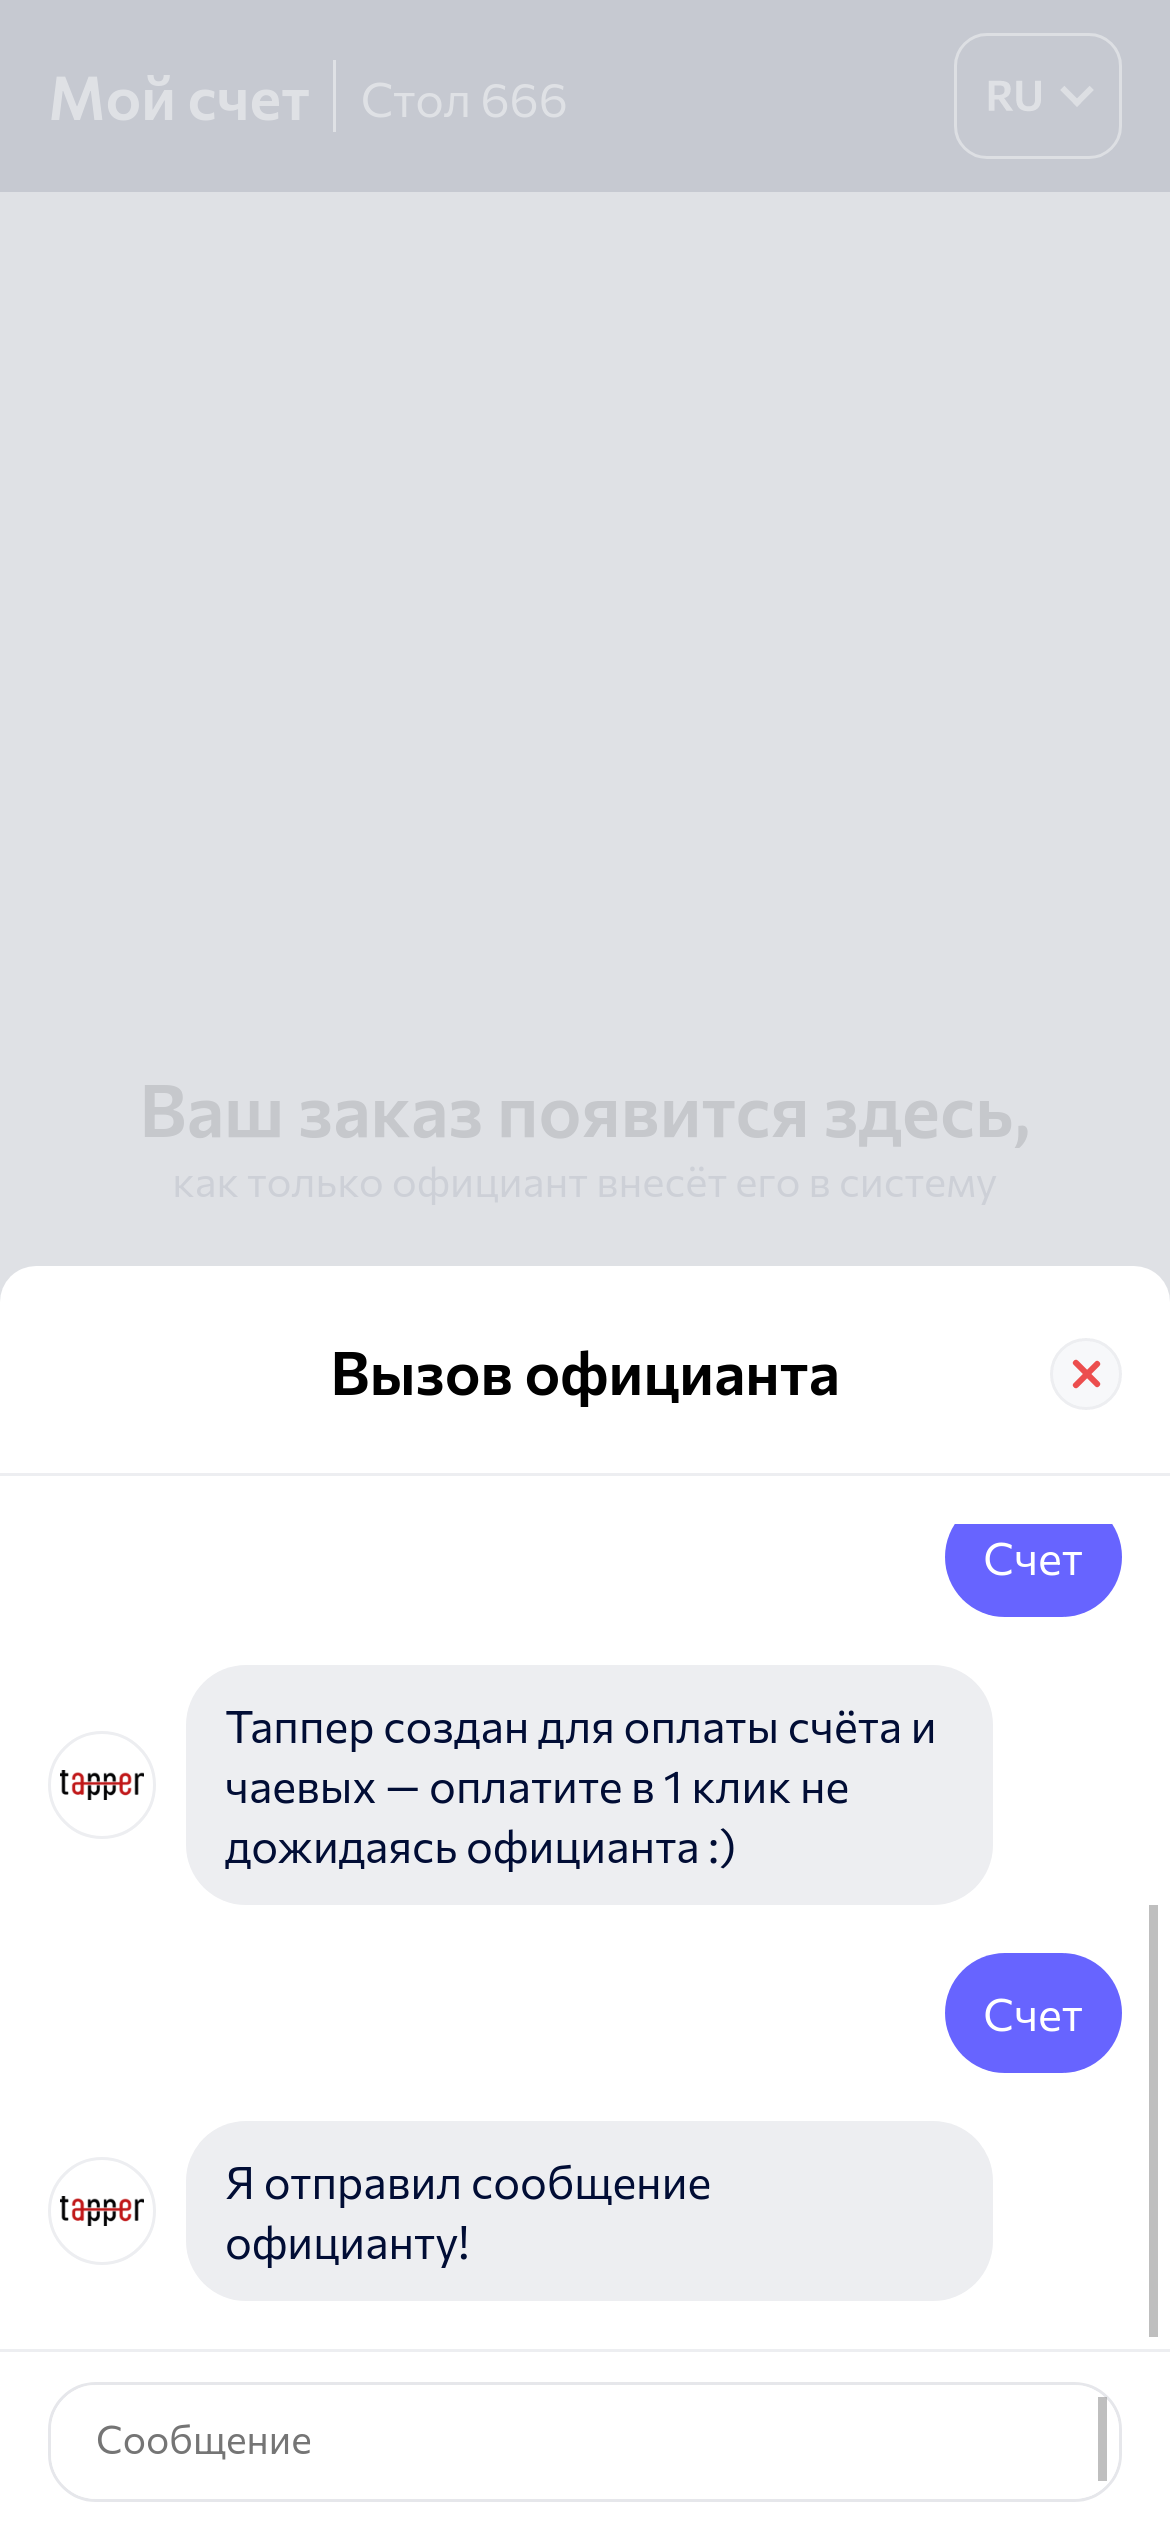 Мой счет
Стол 666
RU
Ваш заказ появится здесь,
как только официант внесёт его в систему
Вызов официанта
Счет
Таппер создан для оплаты счёта и
чаевых — оплатите в 1 клик не
дожидаясь официанта :)
tapper
Счет
Я отправил сообщение
официанту!
tapper
Сообщение